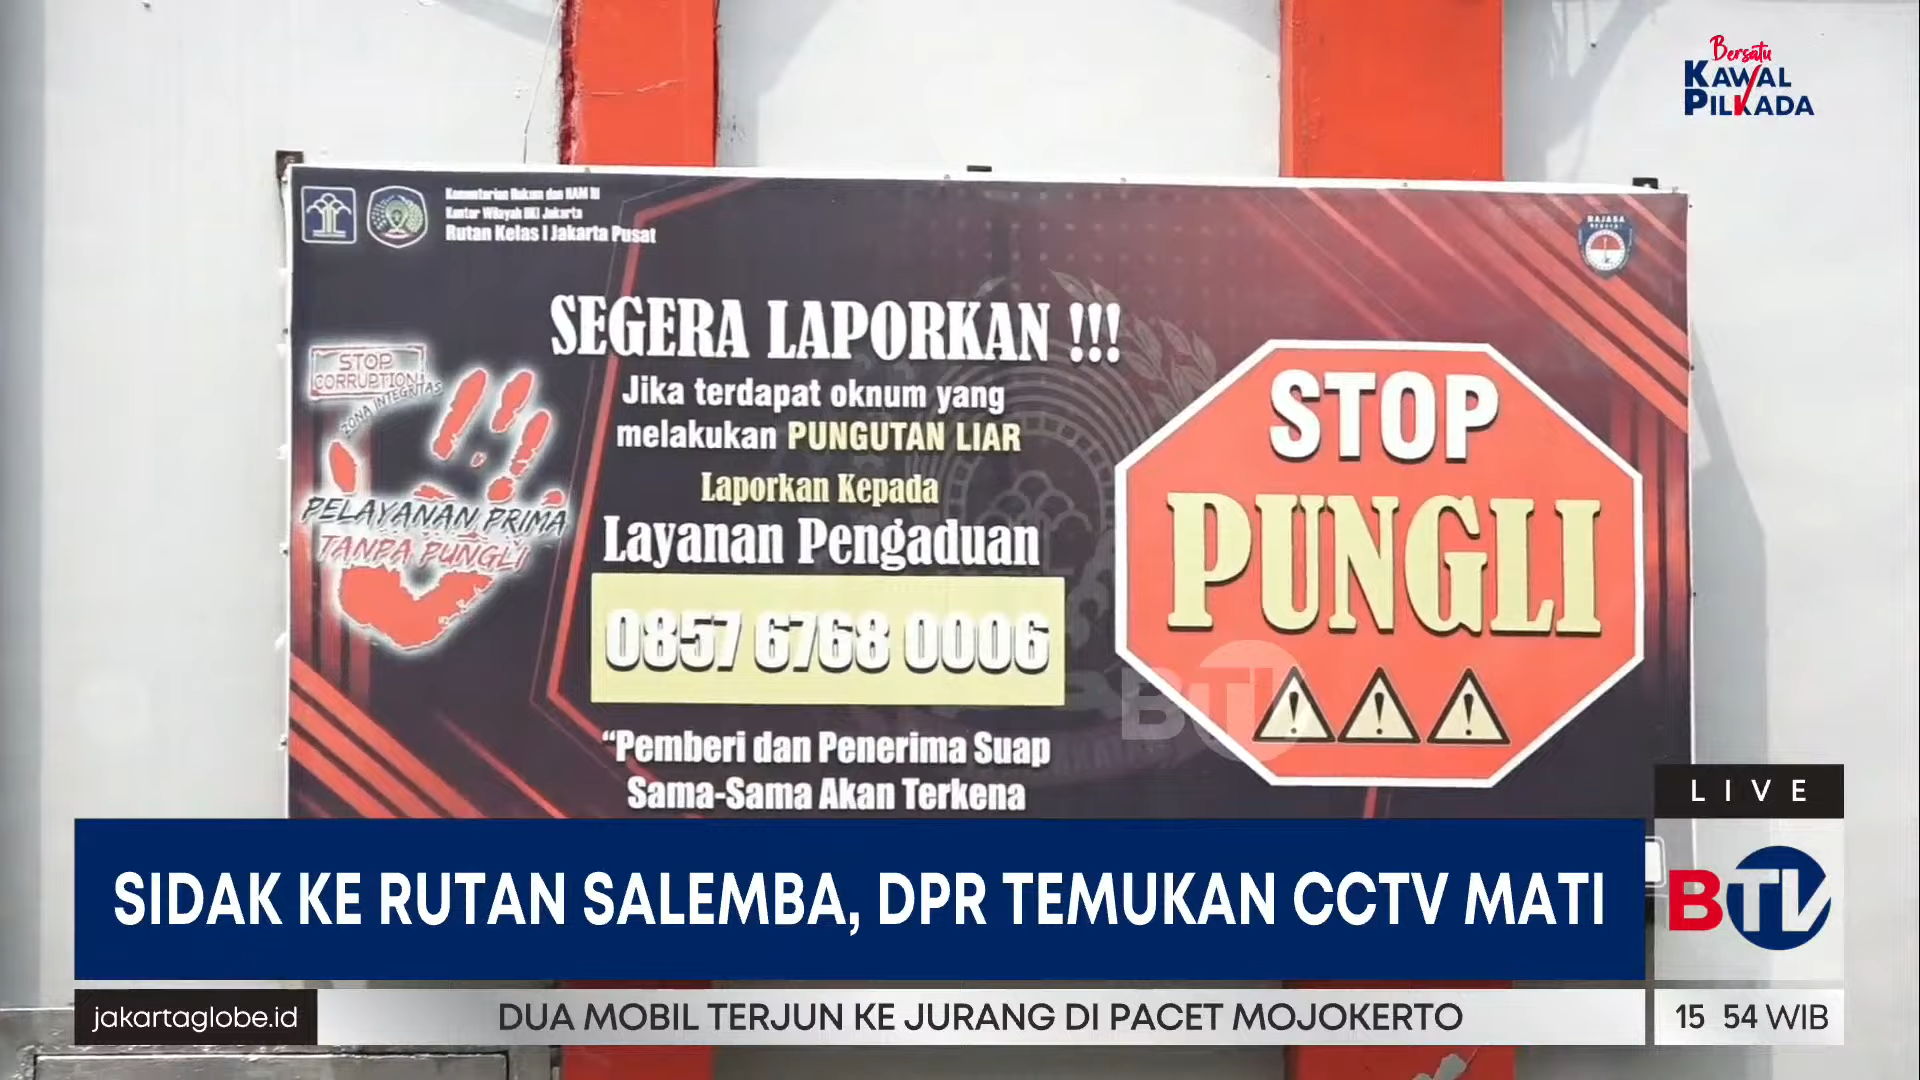 Bersatu
KAWAL
PILKADA
Kementerian Hukum dan HAM RI
Kantor Wilayah DKI Jakarta
Rutan Kelas I Jakarta Pusat
RAJASA
SEGERA LAPORKAN !!!
Jika terdapat oknum yang
melakukan PUNGUTAN LIAR
Laporkan Kepada
Layanan Pengaduan
0857 6768 0006
"Pemberi dan Penerima Suap
Sama-Sama Akan Terkena
STOP
CORRUPTION
ZONA INTEGRITAS
PELAYANAN PRIMA
TANPA PUNGLI
STOP
PUNGLI
BTV
LIVE
SIDAK KE RUTAN SALEMBA, DPR TEMUKAN CCTV MATI
BTV
jakartaglobe.id
DUA MOBIL TERJUN KE JURANG DI PACET MOJOKERTO
15 54 WIB